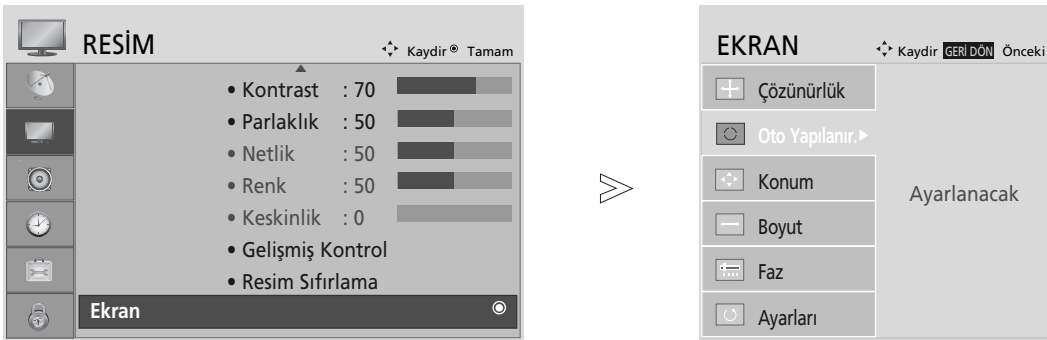 RESİM
Kaydir Tamam
• Kontrast : 70
• Parlaklık : 50
• Netlik : 50
• Renk : 50
• Keskinlik : 0
• Gelişmiş Kontrol
• Resim Sıfırlama
Ekran
EKRAN
Kaydir GERİ DÖN Önceki
Çözünürlük
Oto Yapılanır.
Konum
Boyut
Faz
Ayarları
Ayarlanacak